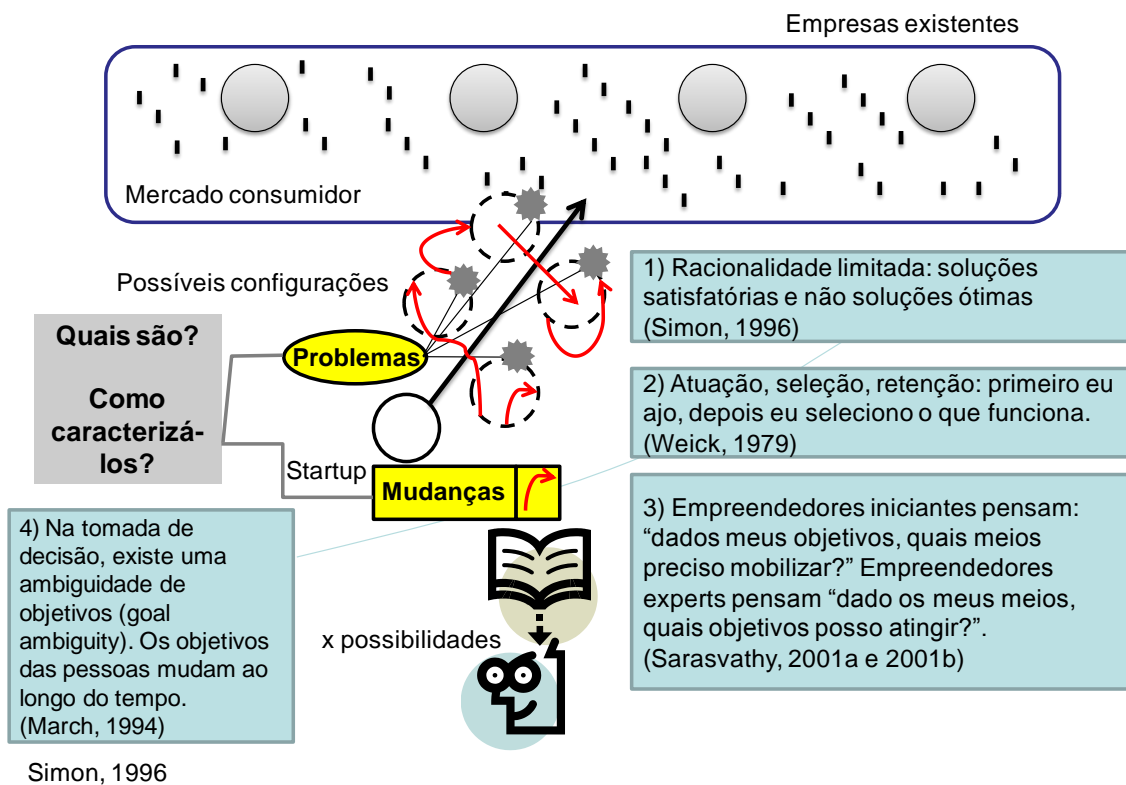 Empresas existentes
Mercado consumidor
Possíveis configurações
Quais são?
Como
caracterizá-
los?
Problemas
Startup
Mudanças
1) Racionalidade limitada: soluções
satisfatórias e não soluções ótimas
(Simon, 1996)
2) Atuação, seleção, retenção: primeiro eu
ajo, depois eu seleciono o que funciona.
(Weick, 1979)
3) Empreendedores iniciantes pensam:
“dados meus objetivos, quais meios
preciso mobilizar?” Empreendedores
experts pensam “dado os meus meios,
quais objetivos posso atingir?”.
(Sarasvathy, 2001a e 2001b)
4) Na tomada de
decisão, existe uma
ambiguidade de
objetivos (goal
ambiguity). Os objetivos
das pessoas mudam ao
longo do tempo.
(March, 1994)
x possibilidades
Simon, 1996